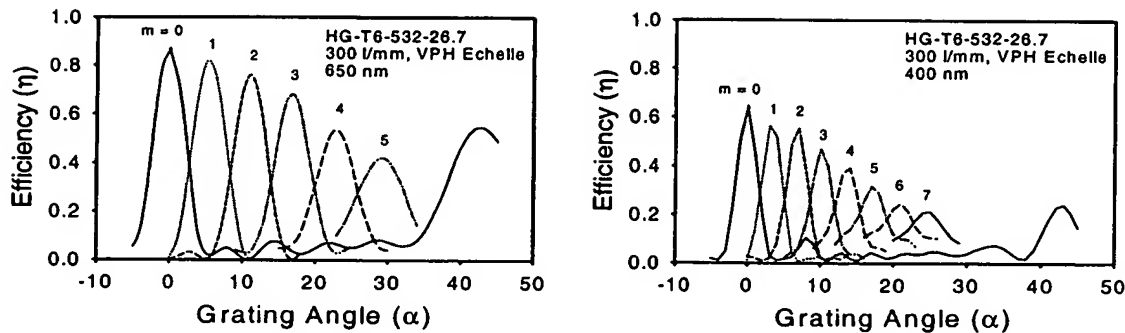 HG-T6-532-26.7
300 l/mm, VPH Echelle
650 nm
m = 0
1
2
3
4
5
Efficiency (η)
1.0
0.8
0.6
0.4
0.2
0.0
-10 0 10 20 30 40 50
Grating Angle (α)
HG-T6-532-26.7
300 l/mm, VPH Echelle
400 nm
m = 0
1
2
3
4
5
6
7
Efficiency (η)
1.0
0.8
0.6
0.4
0.2
0.0
-10 0 10 20 30 40 50
Grating Angle (α)